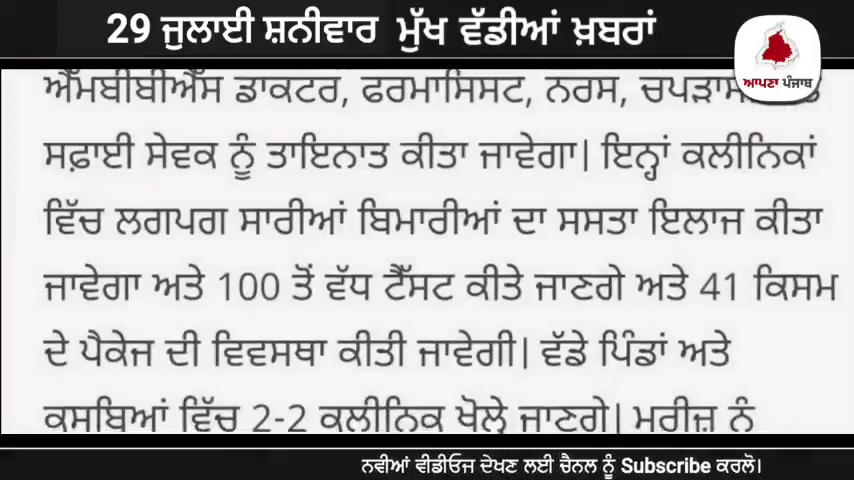 29 ਜੁਲਾਈ ਸ਼ਨੀਵਾਰ ਮੁੱਖ ਵੱਡੀਆਂ ਖ਼ਬਰਾਂ
ਆਪਣਾ ਪੰਜਾਬ
ਐੱਮਬੀਬੀਐੱਸ ਡਾਕਟਰ, ਫਰਮਾਸਿਸਟ, ਨਰਸ,
ਸਫ਼ਾਈ ਸੇਵਕ ਨੂੰ ਤਾਇਨਾਤ ਕੀਤਾ ਜਾਵੇਗਾ| ਇਨ੍ਹਾਂ ਕਲੀਨਿਕਾਂ
ਵਿੱਚ ਲਗਪਗ ਸਾਰੀਆਂ ਬਿਮਾਰੀਆਂ ਦਾ ਸਸਤਾ ਇਲਾਜ ਕੀਤਾ
ਜਾਵੇਗਾ ਅਤੇ 100 ਤੋਂ ਵੱਧ ਟੈੱਸਟ ਕੀਤੇ ਜਾਣਗੇ ਅਤੇ 41 ਕਿਸਮ
ਦੇ ਪੈਕੇਜ ਦੀ ਵਿਵਸਥਾ ਕੀਤੀ ਜਾਵੇਗੀ| ਵੱਡੇ ਪਿੰਡਾਂ ਅਤੇ
ਕਸਬਿਆਂ ਵਿੱਚ 2-2 ਕਲੀਨਿਕ ਖੋਲ੍ਹੇ ਜਾਣਗੇ| ਮਰੀਜ਼ ਨੂੰ
ਨਵੀਆਂ ਵੀਡੀਓਜ ਦੇਖਣ ਲਈ ਚੈਨਲ ਨੂੰ Subscribe ਕਰਲੋ।